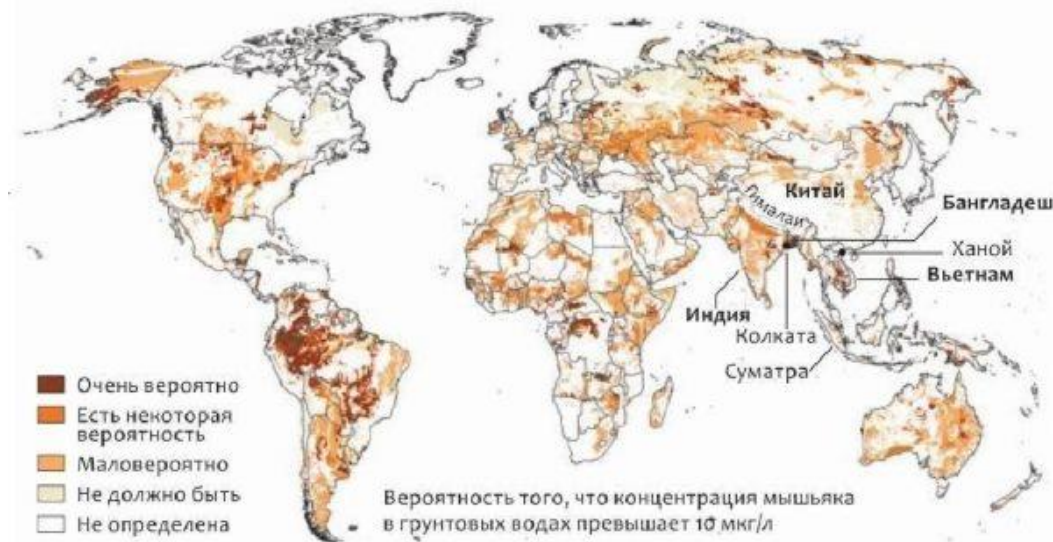 Китай
Гималаи
Бангладеш
Ханой
Вьетнам
Индия
Колката
Суматра
Очень вероятно
Есть некоторая
вероятность
Маловероятно
Не должно быть
Не определена
Вероятность того, что концентрация мышьяка
в грунтовых водах превышает 10 мкг/л